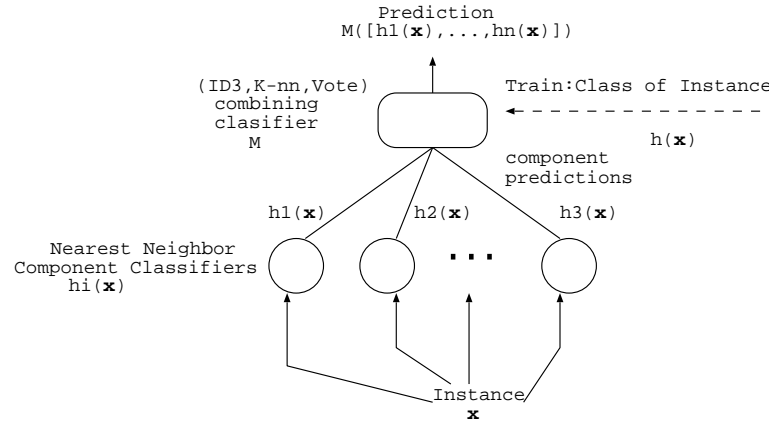 Prediction
M([h1(x),...,hn(x)])
(ID3,K-nn,Vote)
combining
clasifier
M
Train:Class of Instance
h(x)
component
predictions
h1(x)
h2(x)
h3(x)
Nearest Neighbor
Component Classifiers
hi(x)
...
Instance
x